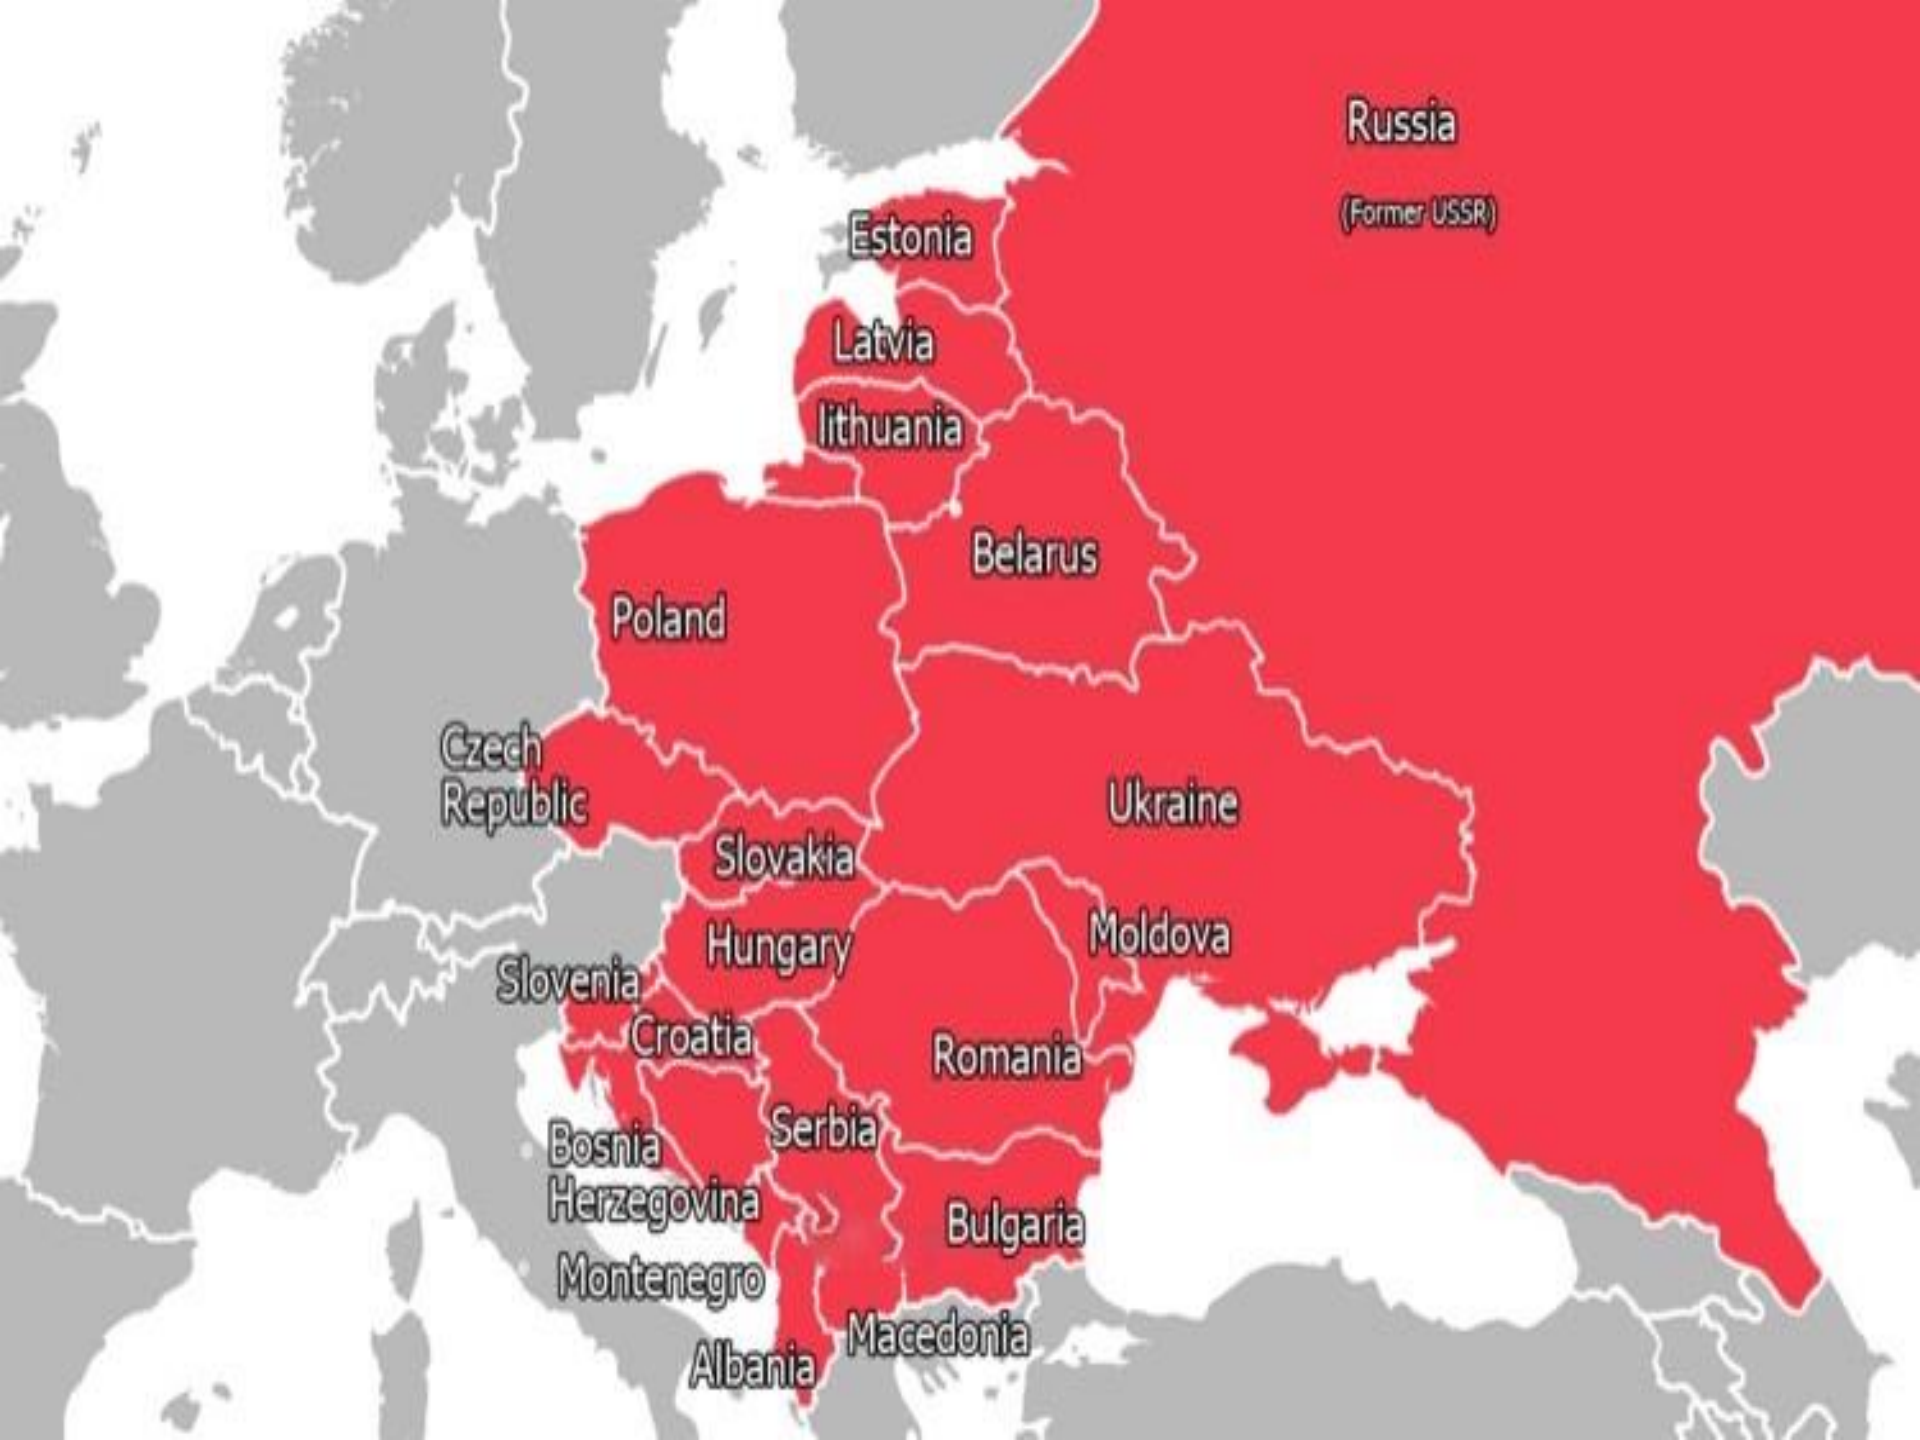 Russia
(Former USSR)
Estonia
Latvia
lithuania
Belarus
Poland
Czech
Republic
Ukraine
Slovakia
Moldova
Hungary
Slovenia
Croatia
Romania
Serbia
Bosnia
Herzegovina
Bulgaria
Montenegro
Macedonia
Albania